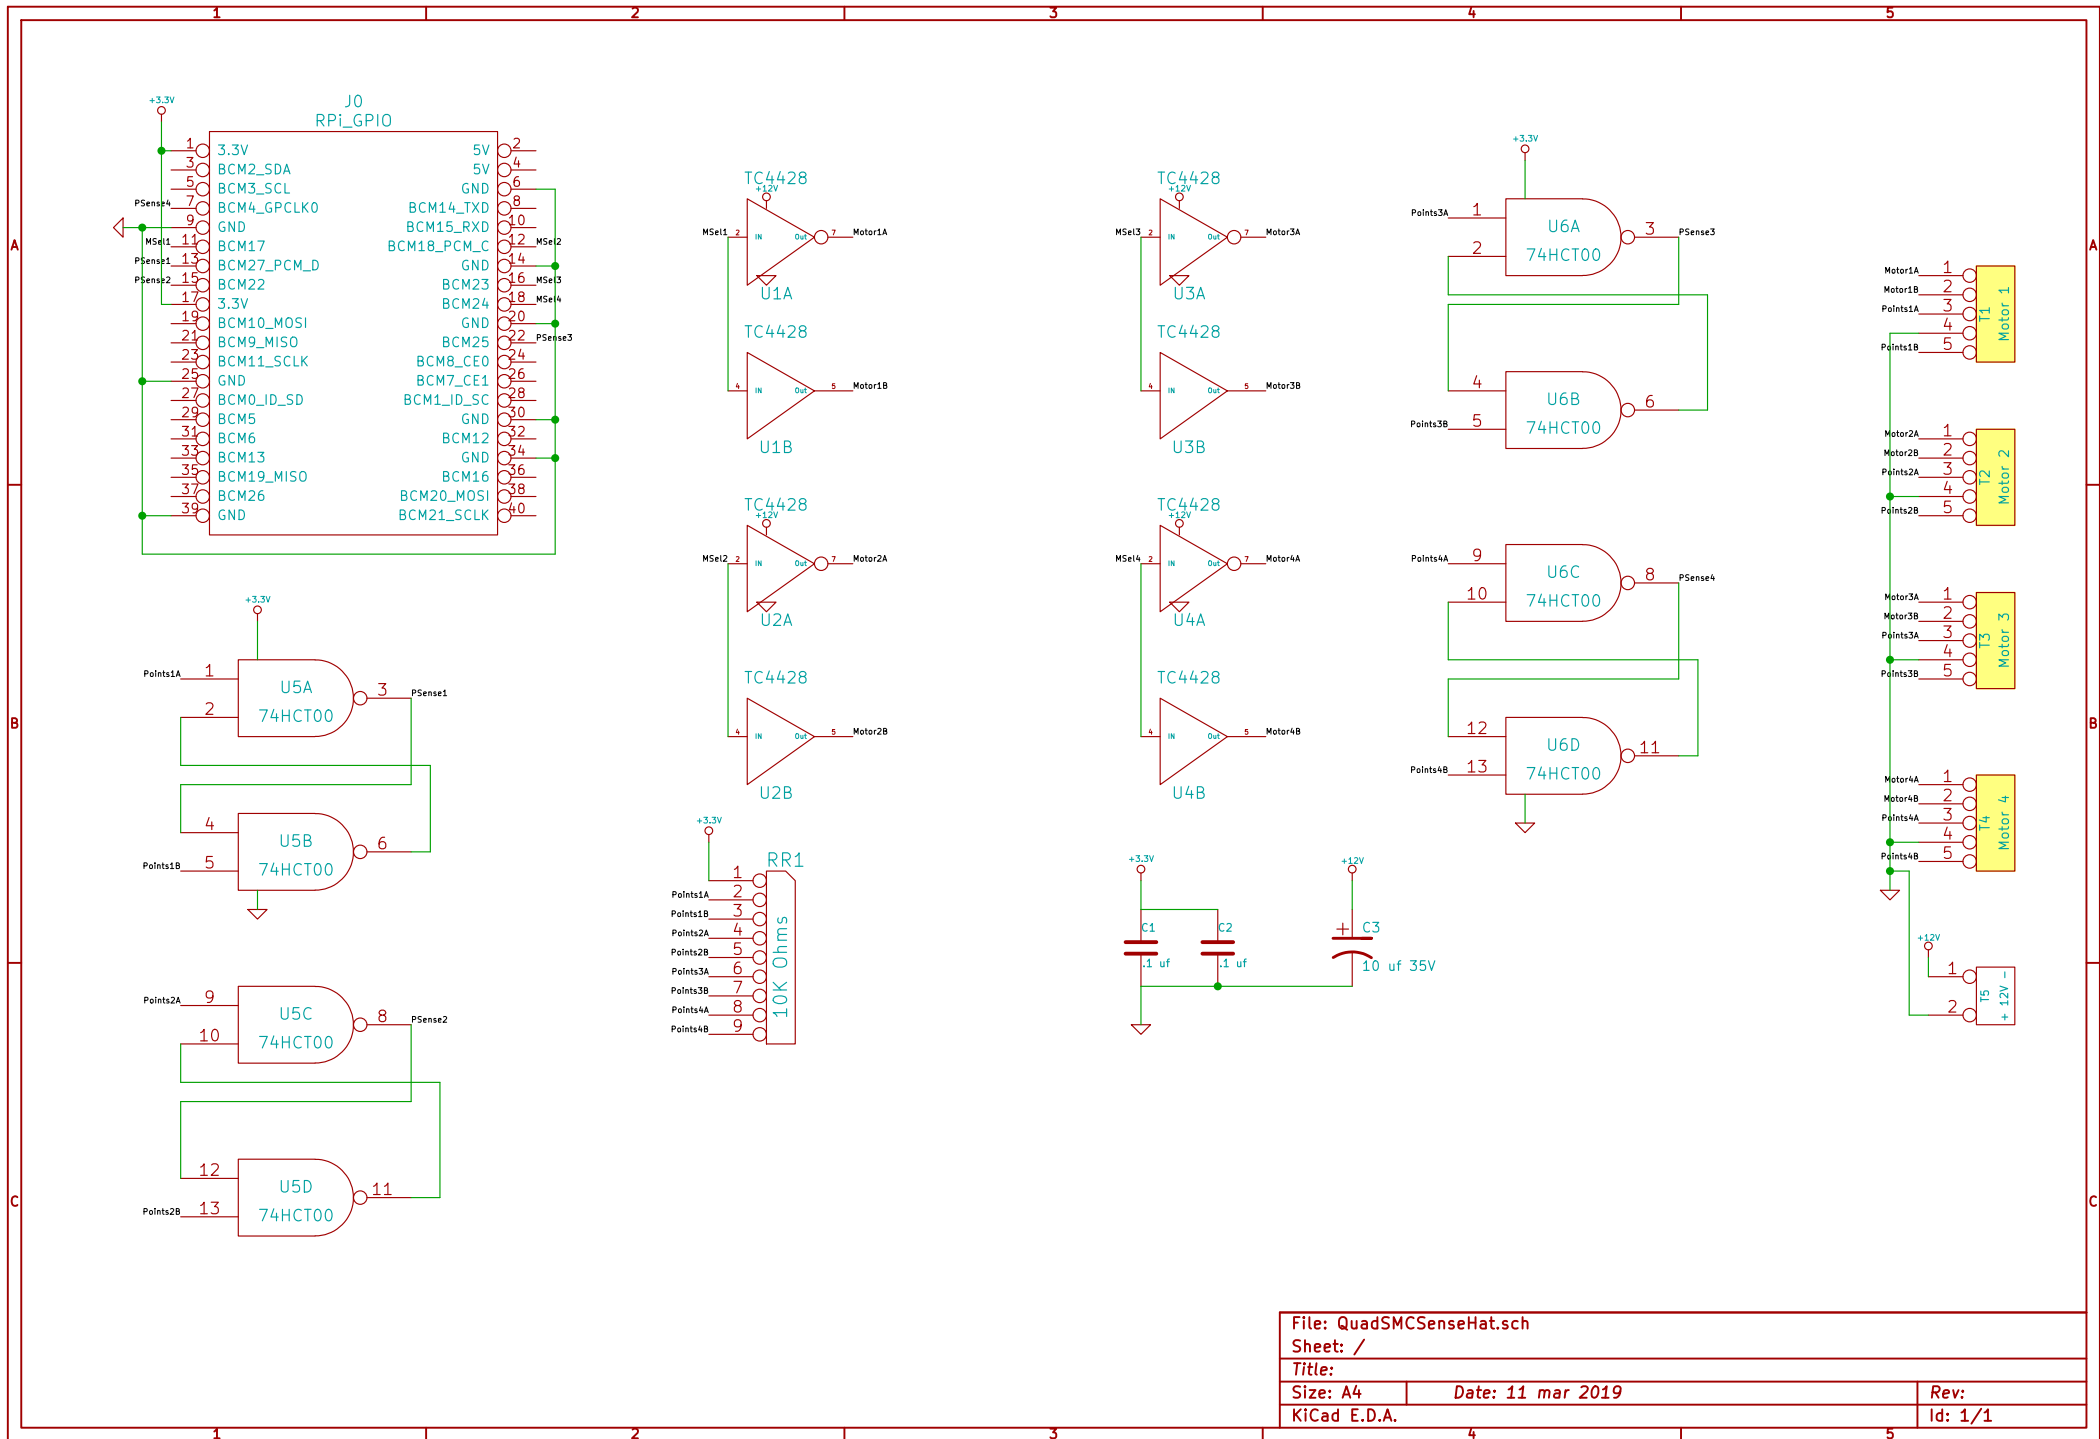 1 2 3 4 5
A A
B B
C C
+3.3V
J0
RPi_GPIO
1 3.3V 5V 2
3 BCM2_SDA 5V 4
5 BCM3_SCL GND 6
PSense4 7 BCM4_GPCLK0 BCM14_TXD 8
9 GND BCM15_RXD 10
MSel1 11 BCM17 BCM18_PCM_C 12 MSel2
PSense1 13 BCM27_PCM_D GND 14
PSense2 15 BCM22 BCM23 16 MSel3
17 3.3V BCM24 18 MSel4
19 BCM10_MOSI GND 20
21 BCM9_MISO BCM25 22 PSense3
23 BCM11_SCLK BCM8_CE0 24
25 GND BCM7_CE1 26
27 BCM0_ID_SD BCM1_ID_SC 28
29 BCM5 GND 30
31 BCM6 BCM12 32
33 BCM13 GND 34
35 BCM19_MISO BCM16 36
37 BCM26 BCM20_MOSI 38
39 GND BCM21_SCLK 40
+3.3V
Points1A 1
2
U5A
74HCT00
3 PSense1
4
Points1B 5
U5B
74HCT00
6
Points2A 9
10
U5C
74HCT00
8 PSense2
12
Points2B 13
U5D
74HCT00
11
TC4428
+12V
MSel1 2 IN Out 7 Motor1A
U1A
TC4428
4 IN Out 5 Motor1B
U1B
TC4428
+12V
MSel2 2 IN Out 7 Motor2A
U2A
TC4428
4 IN Out 5 Motor2B
U2B
+3.3V
RR1
10K Ohms
1
Points1A 2
Points1B 3
Points2A 4
Points2B 5
Points3A 6
Points3B 7
Points4A 8
Points4B 9
TC4428
+12V
MSel3 2 IN Out 7 Motor3A
U3A
TC4428
4 IN Out 5 Motor3B
U3B
TC4428
+12V
MSel4 2 IN Out 7 Motor4A
U4A
TC4428
4 IN Out 5 Motor4B
U4B
+3.3V
C1
.1 uf
C2
.1 uf
+12V
+ C3
10 uf 35V
+3.3V
Points3A 1
2
U6A
74HCT00
3 PSense3
4
Points3B 5
U6B
74HCT00
6
Points4A 9
10
U6C
74HCT00
8 PSense4
12
Points4B 13
U6D
74HCT00
11
Motor1A 1
Motor1B 2
Points1A 3
4
Points1B 5
T1
Motor 1
Motor2A 1
Motor2B 2
Points2A 3
4
Points2B 5
T2
Motor 2
Motor3A 1
Motor3B 2
Points3A 3
4
Points3B 5
T3
Motor 3
Motor4A 1
Motor4B 2
Points4A 3
4
Points4B 5
T4
Motor 4
+12V
1
2
T5
+ 12V -
File: QuadSMCSenseHat.sch
Sheet: /
Title:
Size: A4 Date: 11 mar 2019 Rev:
KiCad E.D.A. Id: 1/1
1 2 3 4 5